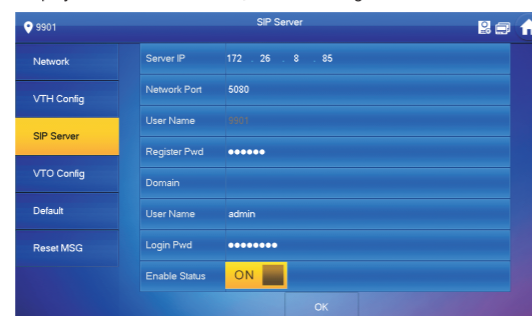 9901
SIP Server
Network
VTH Config
SIP Server
VTO Config
Default
Reset MSG
Server IP 172 . 26 . 8 . 85
Network Port 5080
User Name 9901
Register Pwd ●●●●●●
Domain
User Name admin
Login Pwd ●●●●●●●●
Enable Status ON
OK